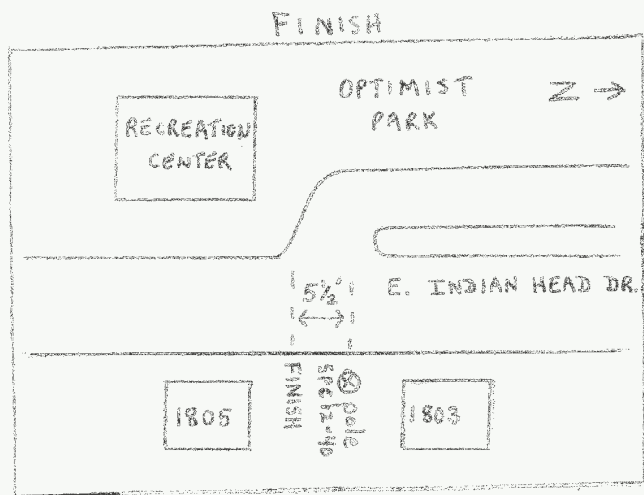 FINISH
OPTIMIST
PARK
N →
RECREATION
CENTER
5½'
E. INDIAN HEAD DR.
FINISH
Pole
1805
1803